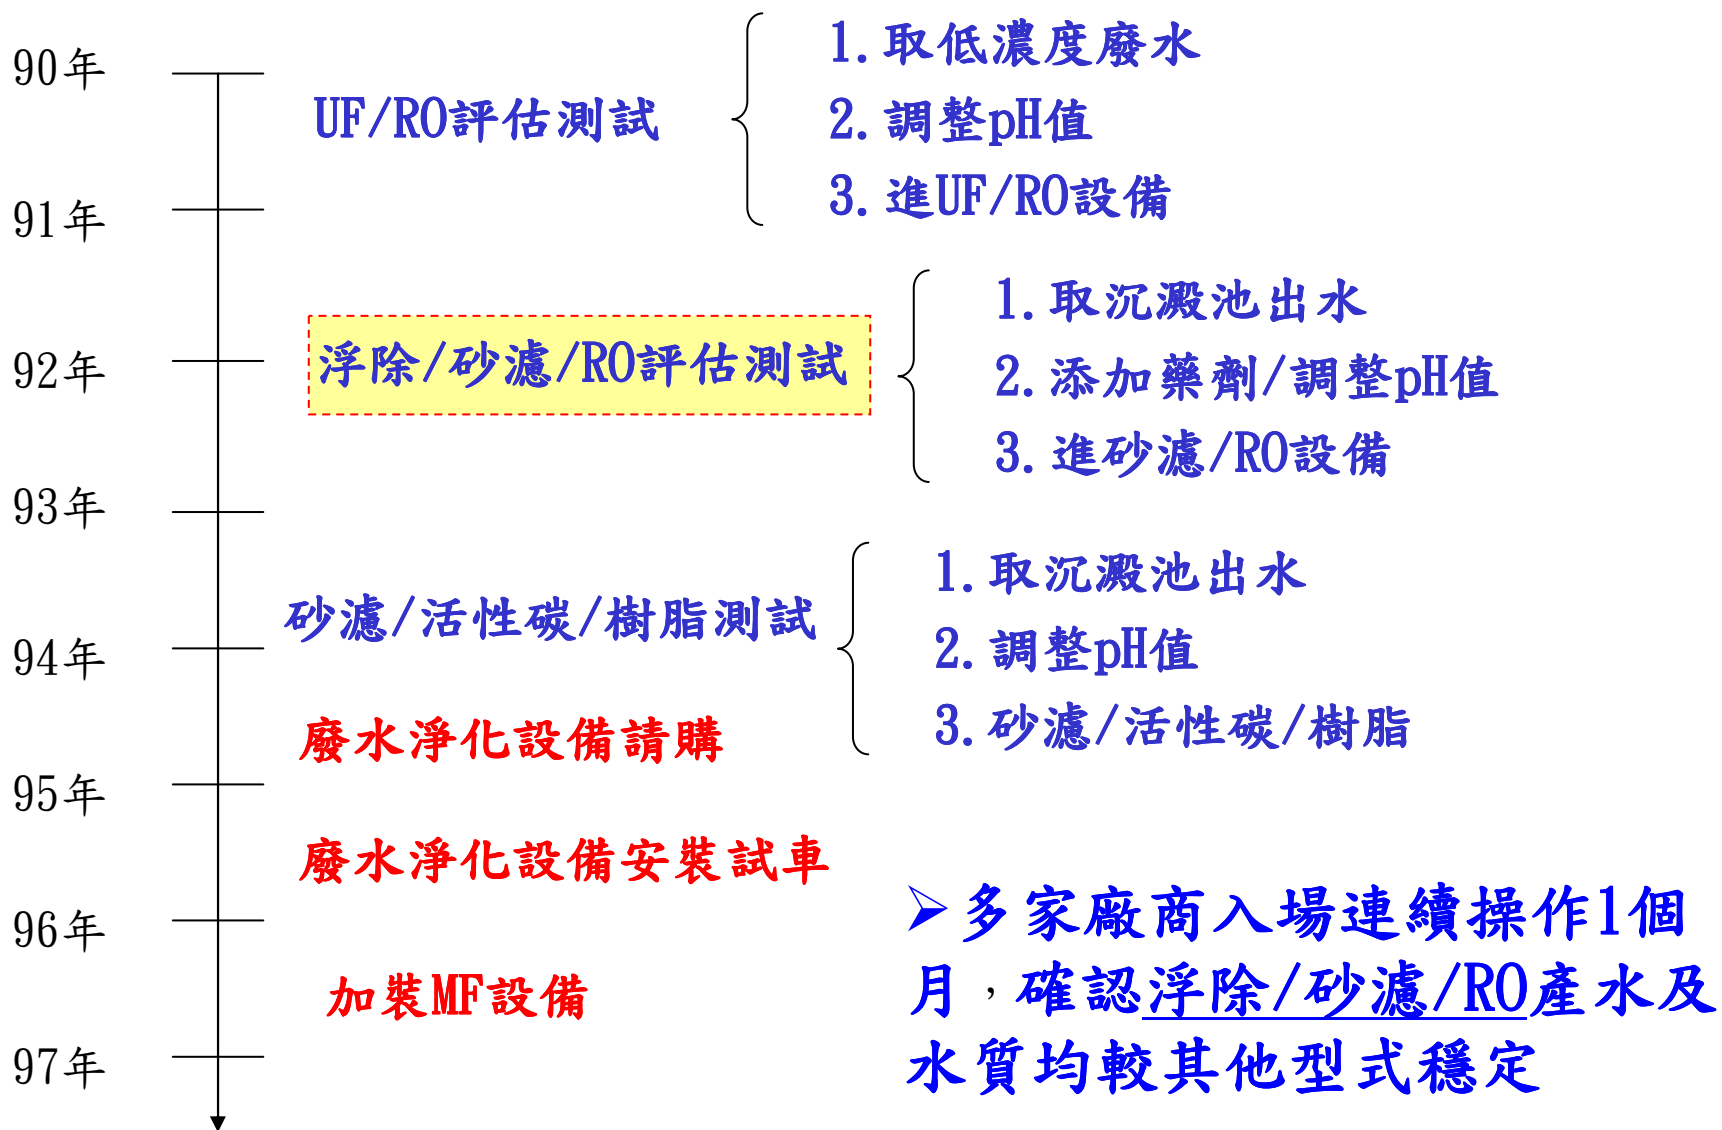 90年
UF/RO評估測試
1.取低濃度廢水
2.調整pH值
3.進UF/RO設備
91年
92年
浮除/砂濾/RO評估測試
1.取沉澱池出水
2.添加藥劑/調整pH值
3.進砂濾/RO設備
93年
砂濾/活性碳/樹脂測試
1.取沉澱池出水
2.調整pH值
3.砂濾/活性碳/樹脂
94年
廢水淨化設備請購
95年
廢水淨化設備安裝試車
96年
加裝MF設備
97年
➢多家廠商入場連續操作1個
月，確認浮除/砂濾/RO產水及
水質均較其他型式穩定